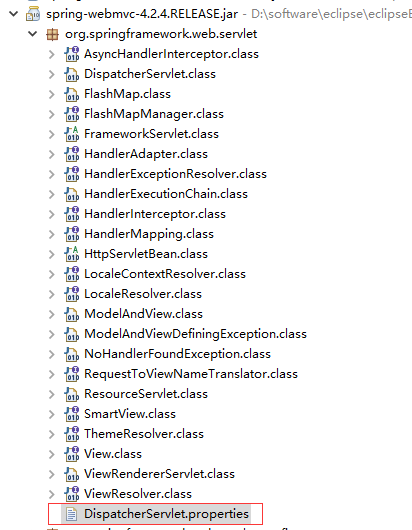 spring-webmvc-4.2.4.RELEASE.jar - D:\software\eclipse\eclipseE
org.springframework.web.servlet
AsyncHandlerInterceptor.class
DispatcherServlet.class
FlashMap.class
FlashMapManager.class
FrameworkServlet.class
HandlerAdapter.class
HandlerExceptionResolver.class
HandlerExecutionChain.class
HandlerInterceptor.class
HandlerMapping.class
HttpServletBean.class
LocaleContextResolver.class
LocaleResolver.class
ModelAndView.class
ModelAndViewDefiningException.class
NoHandlerFoundException.class
RequestToViewNameTranslator.class
ResourceServlet.class
SmartView.class
ThemeResolver.class
View.class
ViewRendererServlet.class
ViewResolver.class
DispatcherServlet.properties